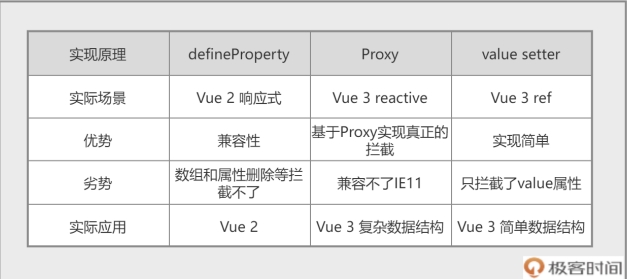 实现原理 defineProperty Proxy value setter
实际场景 Vue 2 响应式 Vue 3 reactive Vue 3 ref
优势 兼容性 基于Proxy实现真正的
拦截 实现简单
劣势 数组和属性删除等拦
截不了 兼容不了IE11 只拦截了value属性
实际应用 Vue 2 Vue 3 复杂数据结构 Vue 3 简单数据结构
极客时间